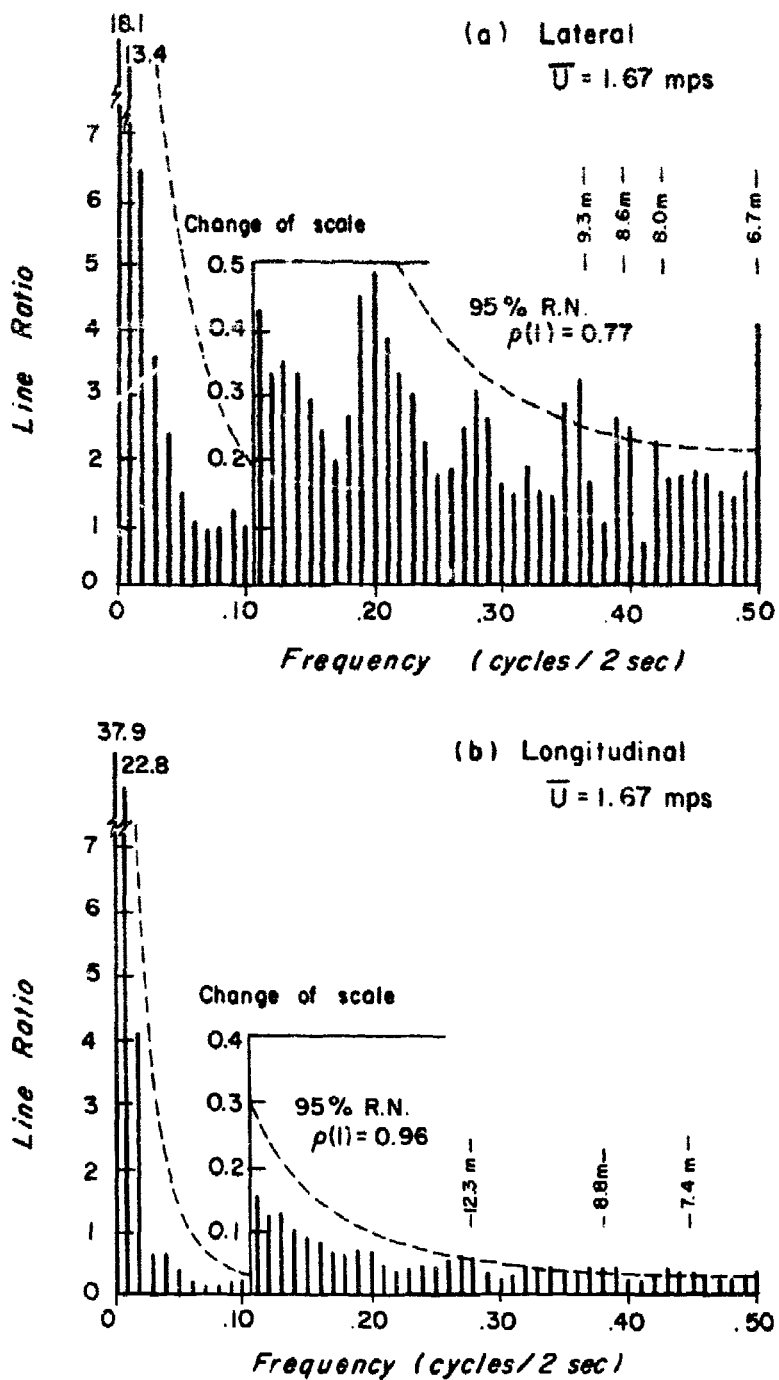 18.1
13.4
(a) Lateral
U = 1.67 mps
7
6
5
4
3
2
1
0
Line Ratio
Change of scale
0.5
0.4
0.3
0.2
95% R.N.
ρ(1) = 0.77
9.3 m
8.6 m
8.0 m
6.7 m
0 .10 .20 .30 .40 .50
Frequency (cycles/2 sec)
37.9
22.8
(b) Longitudinal
U = 1.67 mps
7
6
5
4
3
2
1
0
Line Ratio
Change of scale
0.4
0.3
0.2
0.1
95% R.N.
ρ(1) = 0.96
12.3 m
8.8 m
7.4 m
0 .10 .20 .30 .40 .50
Frequency (cycles/2 sec)